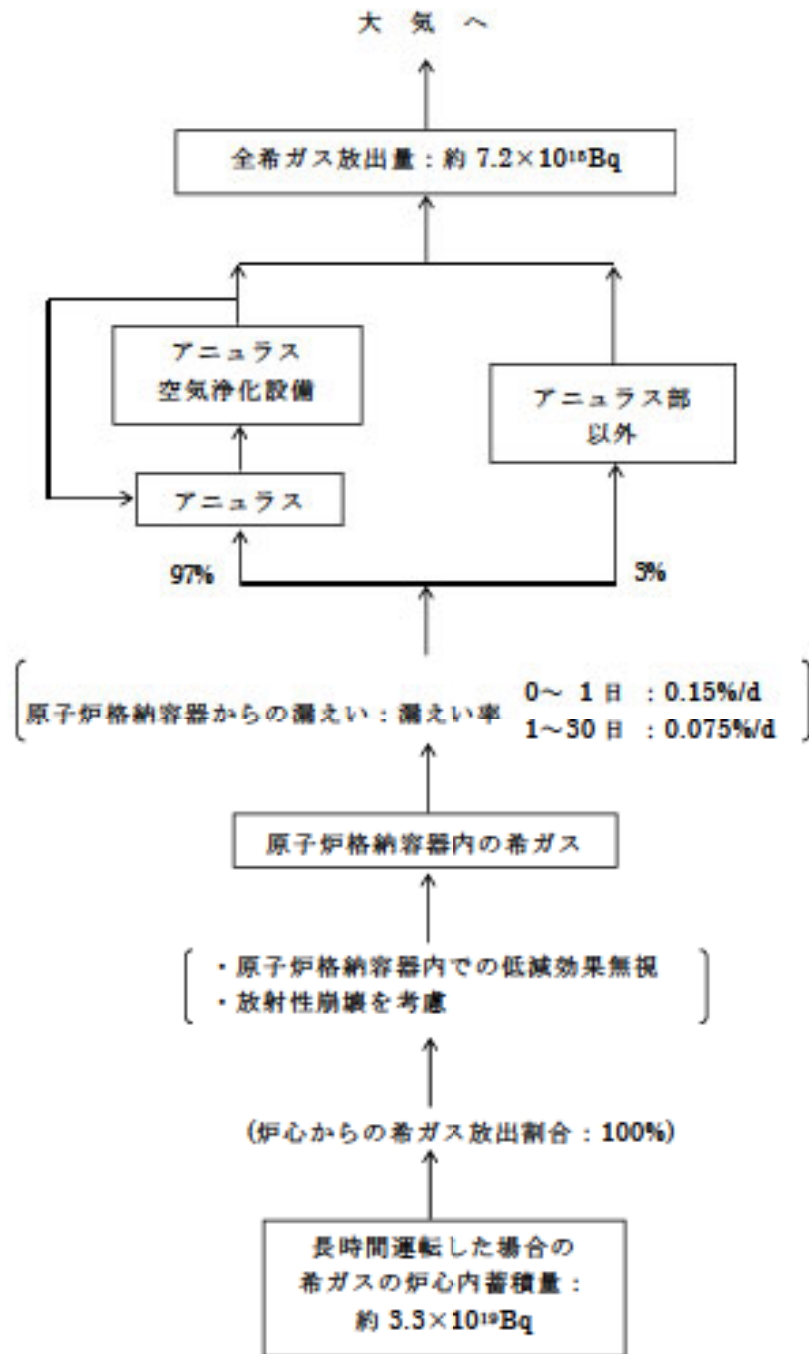 大 気 へ
全希ガス放出量：約 7.2×10¹⁵Bq
アニュラス
空気浄化設備
アニュラス部
以外
アニュラス
97%
3%
原子炉格納容器からの漏えい：漏えい率
0～ 1 日 ：0.15%/d
1～30 日 ：0.075%/d
原子炉格納容器内の希ガス
・原子炉格納容器内での低減効果無視
・放射性崩壊を考慮
(炉心からの希ガス放出割合：100%)
長時間運転した場合の
希ガスの炉心内蓄積量：
約 3.3×10¹⁹Bq